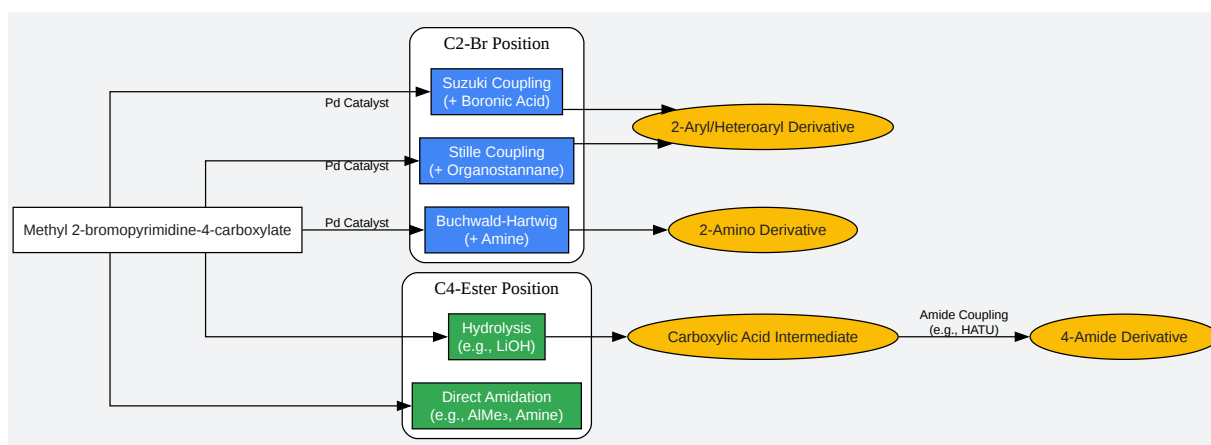 C2-Br Position
Suzuki Coupling
(+ Boronic Acid)
Pd Catalyst
2-Aryl/Heteroaryl Derivative
Stille Coupling
(+ Organostannane)
Pd Catalyst
Methyl 2-bromopyrimidine-4-carboxylate
Pd Catalyst
Buchwald-Hartwig
(+ Amine)
2-Amino Derivative
C4-Ester Position
Hydrolysis
(e.g., LiOH)
Carboxylic Acid Intermediate
Amide Coupling
(e.g., HATU)
4-Amide Derivative
Direct Amidation
(e.g., AlMe₃, Amine)